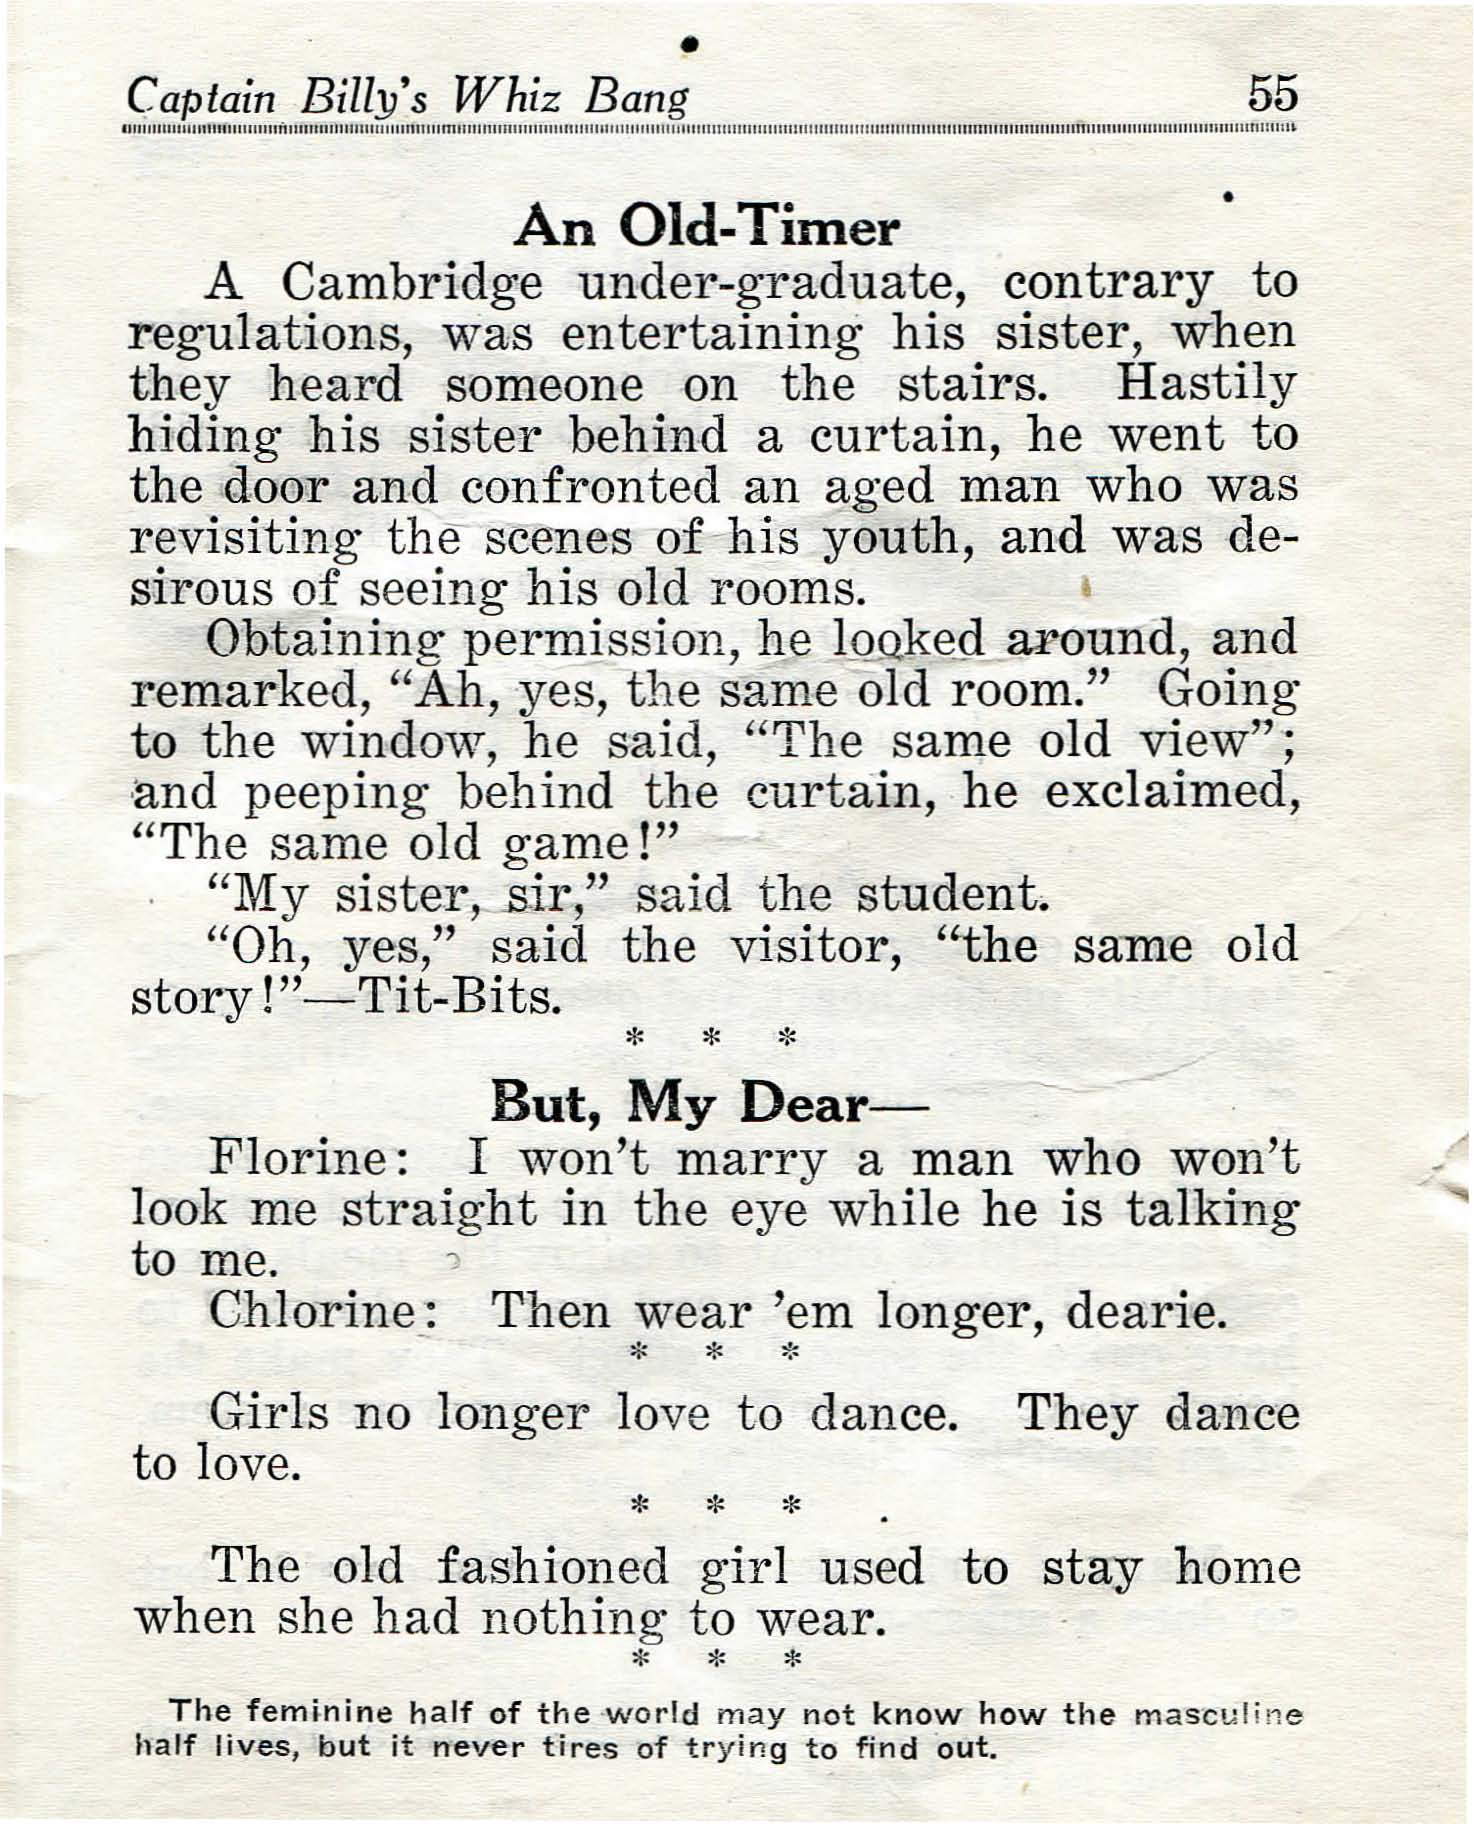 Captain Billy's Whiz Bang 55
An Old-Timer
A Cambridge under-graduate, contrary to
regulations, was entertaining his sister, when
they heard someone on the stairs. Hastily
hiding his sister behind a curtain, he went to
the door and confronted an aged man who was
revisiting the scenes of his youth, and was de-
sirous of seeing his old rooms.
Obtaining permission, he looked around, and
remarked, “Ah, yes, the same old room.” Going
to the window, he said, “The same old view”;
and peeping behind the curtain, he exclaimed,
“The same old game!”
“My sister, sir,” said the student.
“Oh, yes,” said the visitor, “the same old
story!”—Tit-Bits.
* * *
But, My Dear—
Florine: I won't marry a man who won't
look me straight in the eye while he is talking
to me.
Chlorine: Then wear 'em longer, dearie.
* * *
Girls no longer love to dance. They dance
to love.
* * *
The old fashioned girl used to stay home
when she had nothing to wear.
* * *
The feminine half of the world may not know how the masculine
half lives, but it never tires of trying to find out.